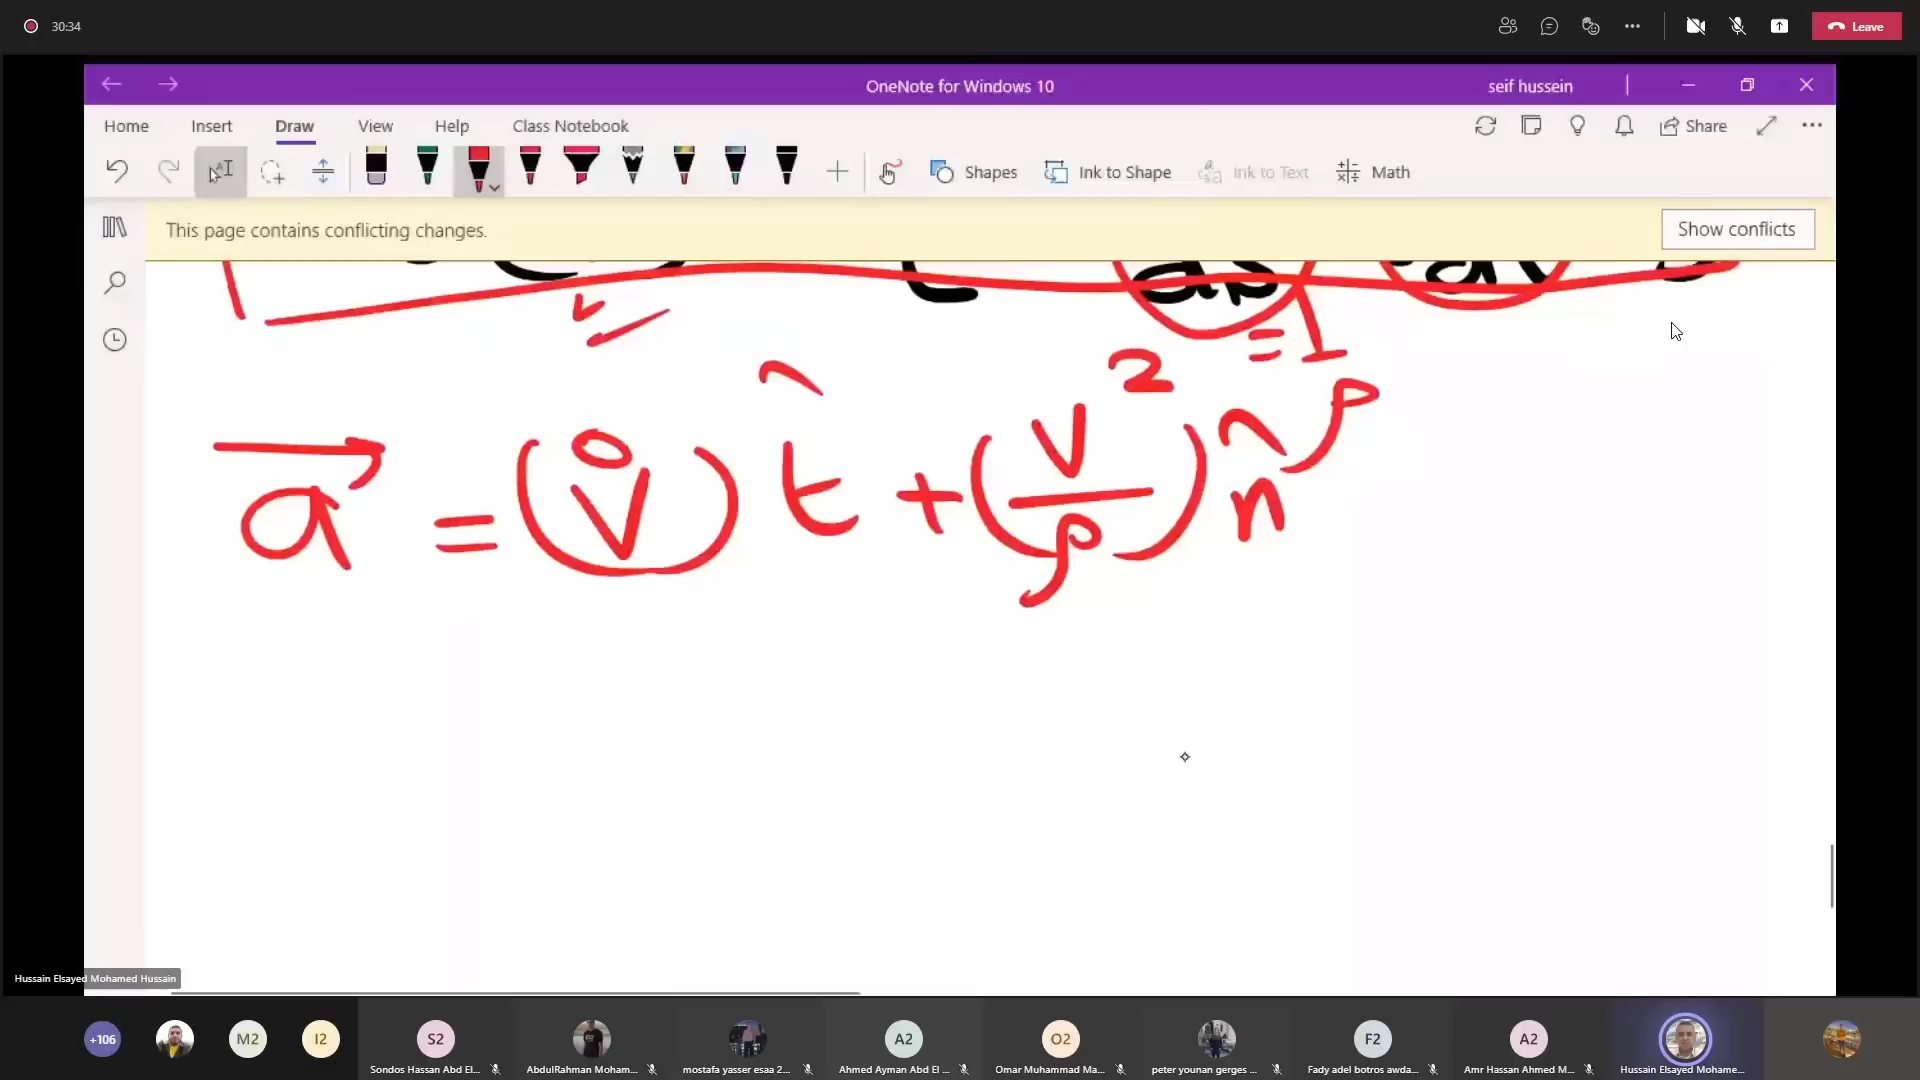 30:34
Leave
OneNote for Windows 10
seif hussein
Home Insert Draw View Help Class Notebook
Share
Shapes Ink to Shape Ink to Text Math
This page contains conflicting changes.
Show conflicts
as
= 1
a⃗ = (v̊) t̂ + (v²/ρ) n̂ ρ
Hussain Elsayed Mohamed Hussain
+106 M2 I2 S2 A2 O2 F2 A2
Sondos Hassan Abd El... AbdulRahman Moham... mostafa yasser esaa 2... Ahmed Ayman Abd El ... Omar Muhammad Ma... peter younan gerges ... Fady adel botros awda... Amr Hassan Ahmed M... Hussain Elsayed Mohame...